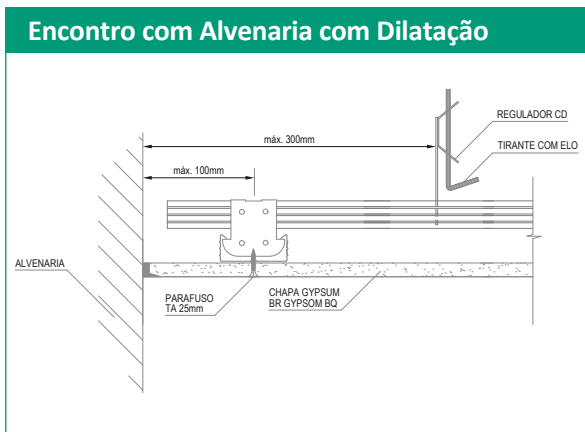 Encontro com Alvenaria com Dilatação
REGULADOR CD
máx. 300mm
TIRANTE COM ELO
máx. 100mm
ALVENARIA
PARAFUSO
TA 25mm
CHAPA GYPSUM
BR GYPSOM BQ